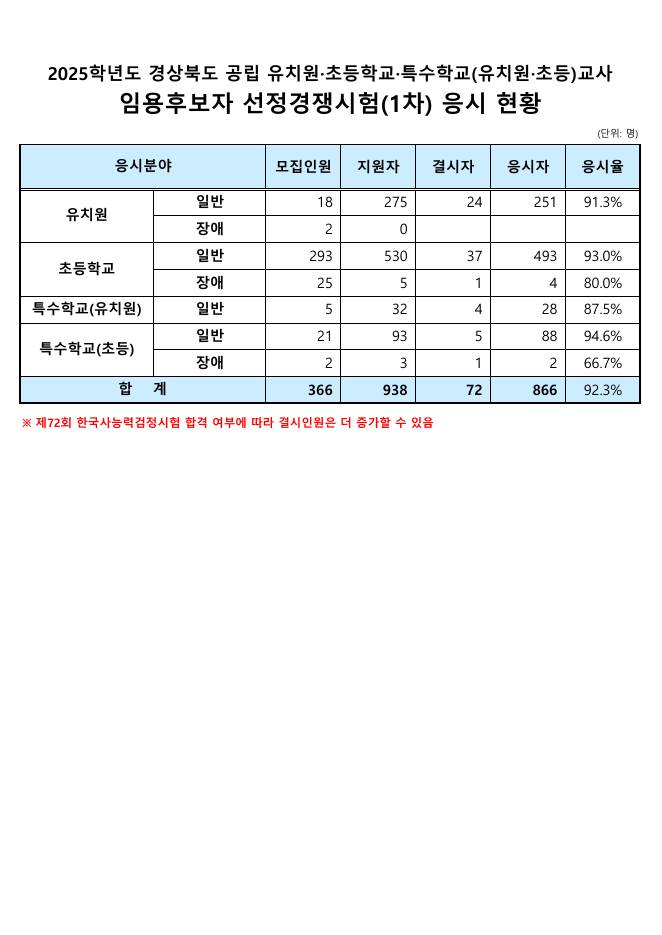 2025학년도 경상북도 공립 유치원·초등학교·특수학교(유치원·초등)교사
임용후보자 선정경쟁시험(1차) 응시 현황
(단위: 명)
응시분야 모집인원 지원자 결시자 응시자 응시율
유치원 일반 18 275 24 251 91.3%
장애 2 0
초등학교 일반 293 530 37 493 93.0%
장애 25 5 1 4 80.0%
특수학교(유치원) 일반 5 32 4 28 87.5%
특수학교(초등) 일반 21 93 5 88 94.6%
장애 2 3 1 2 66.7%
합 계 366 938 72 866 92.3%
※ 제72회 한국사능력검정시험 합격 여부에 따라 결시인원은 더 증가할 수 있음